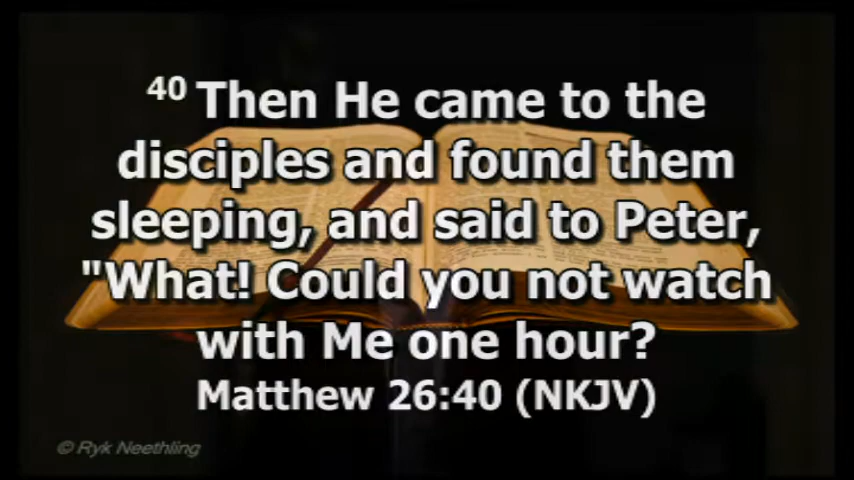 40 Then He came to the
disciples and found them
sleeping, and said to Peter,
"What! Could you not watch
with Me one hour?
Matthew 26:40 (NKJV)
© Ryk Neethling